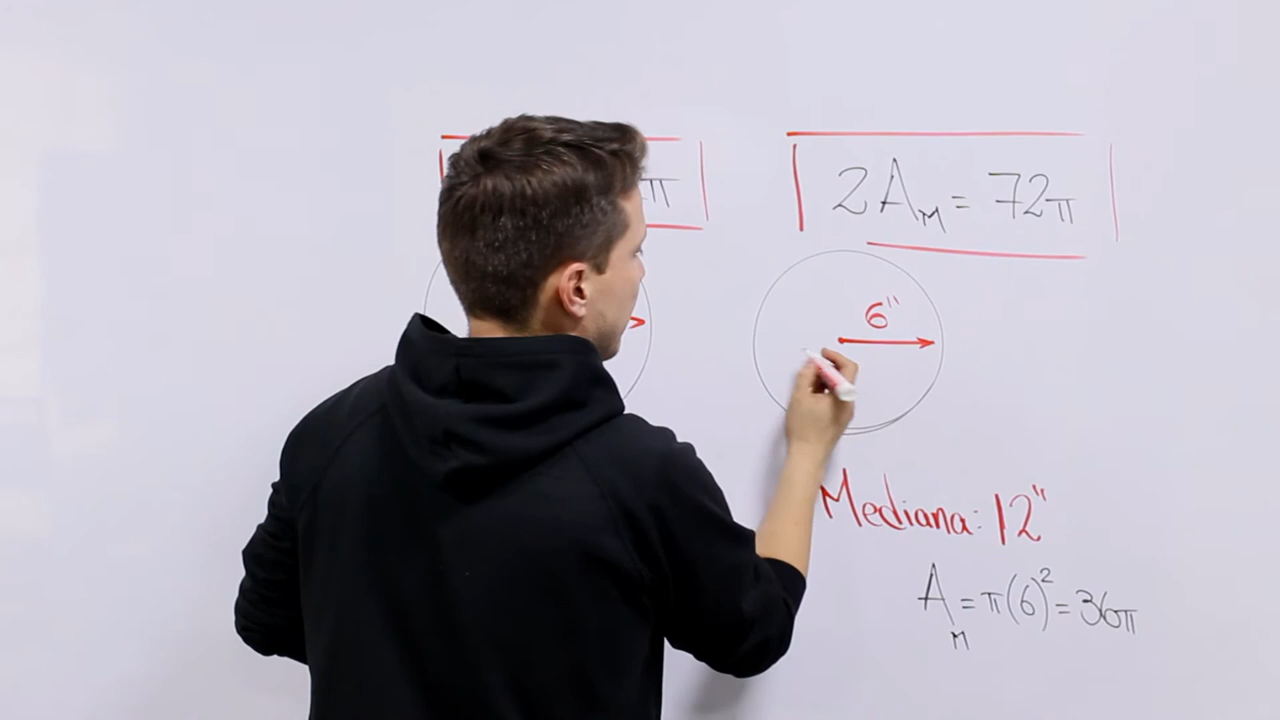 π
2A_M = 72π
6"
Mediana: 12"
A_M = π(6)² = 36π